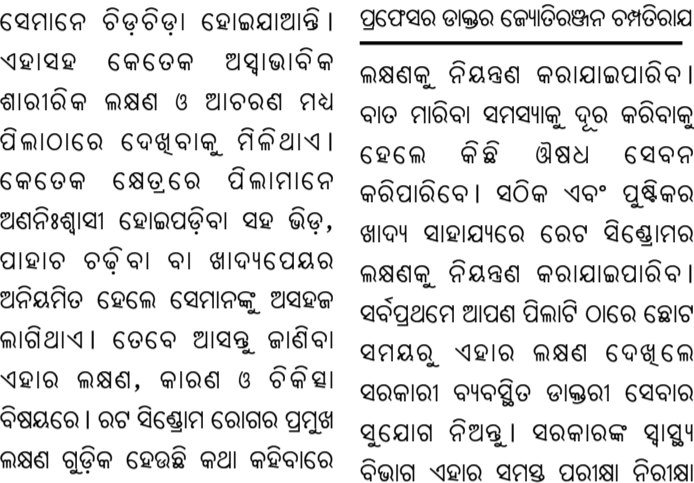 ସେମାନେ ଚିଡ଼ଚିଡ଼ା ହୋଇଯାଆନ୍ତି।
ଏହାସହ କେତେକ ଅସ୍ୱାଭାବିକ
ଶାରୀରିକ ଲକ୍ଷଣ ଓ ଆଚରଣ ମଧ୍ୟ
ପିଲାଠାରେ ଦେଖିବାକୁ ମିଳିଥାଏ।
କେତେକ କ୍ଷେତ୍ରରେ ପିଲାମାନେ
ଅଣନିଃଶ୍ୱାସୀ ହୋଇପଡ଼ିବା ସହ ଭିଡ଼,
ପାହାଚ ଚଢ଼ିବା ବା ଖାଦ୍ୟପେୟର
ଅନିୟମିତ ହେଲେ ସେମାନଙ୍କୁ ଅସହଜ
ଲାଗିଥାଏ। ତେବେ ଆସନ୍ତୁ ଜାଣିବା
ଏହାର ଲକ୍ଷଣ, କାରଣ ଓ ଚିକିତ୍ସା
ବିଷୟରେ। ରଟ ସିଣ୍ଡ୍ରୋମ ରୋଗର ପ୍ରମୁଖ
ଲକ୍ଷଣ ଗୁଡ଼ିକ ହେଉଛି କଥା କହିବାରେ
ପ୍ରଫେସର ଡାକ୍ତର ଜ୍ୟୋତିରଞ୍ଜନ ଚମ୍ପତିରାୟ
ଲକ୍ଷଣକୁ ନିୟନ୍ତ୍ରଣ କରାଯାଇପାରିବ।
ବାତ ମାରିବା ସମସ୍ୟାକୁ ଦୂର କରିବାକୁ
ହେଲେ କିଛି ଔଷଧ ସେବନ
କରିପାରିବେ। ସଠିକ ଏବଂ ପୁଷ୍ଟିକର
ଖାଦ୍ୟ ସାହାଯ୍ୟରେ ରେଟ ସିଣ୍ଡ୍ରୋମର
ଲକ୍ଷଣକୁ ନିୟନ୍ତ୍ରଣ କରାଯାଇପାରିବ।
ସର୍ବପ୍ରଥମେ ଆପଣ ପିଲାଟି ଠାରେ ଛୋଟ
ସମୟରୁ ଏହାର ଲକ୍ଷଣ ଦେଖିଲେ
ସରକାରୀ ବ୍ୟବସ୍ଥିତ ଡାକ୍ତରୀ ସେବାର
ସୁଯୋଗ ନିଅନ୍ତୁ। ସରକାରଙ୍କ ସ୍ୱାସ୍ଥ୍ୟ
ବିଭାଗ ଏହାର ସମସ୍ତ ପରୀକ୍ଷା ନିରୀକ୍ଷା